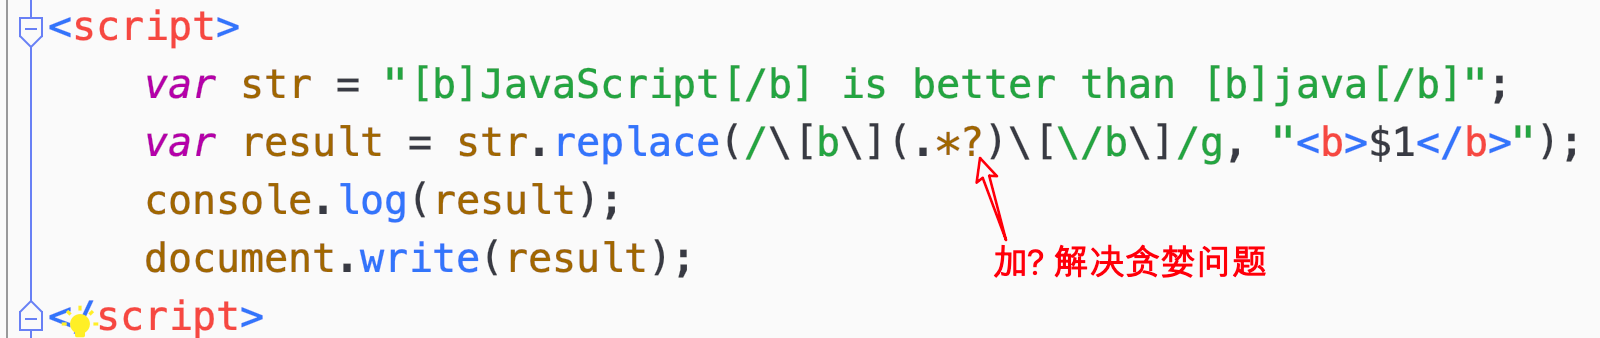 <script>
var str = "[b]JavaScript[/b] is better than [b]java[/b]";
var result = str.replace(/\[b\](.*?)\[\/b\]/g, "<b>$1</b>");
console.log(result);
document.write(result);
加? 解决贪婪问题
</script>